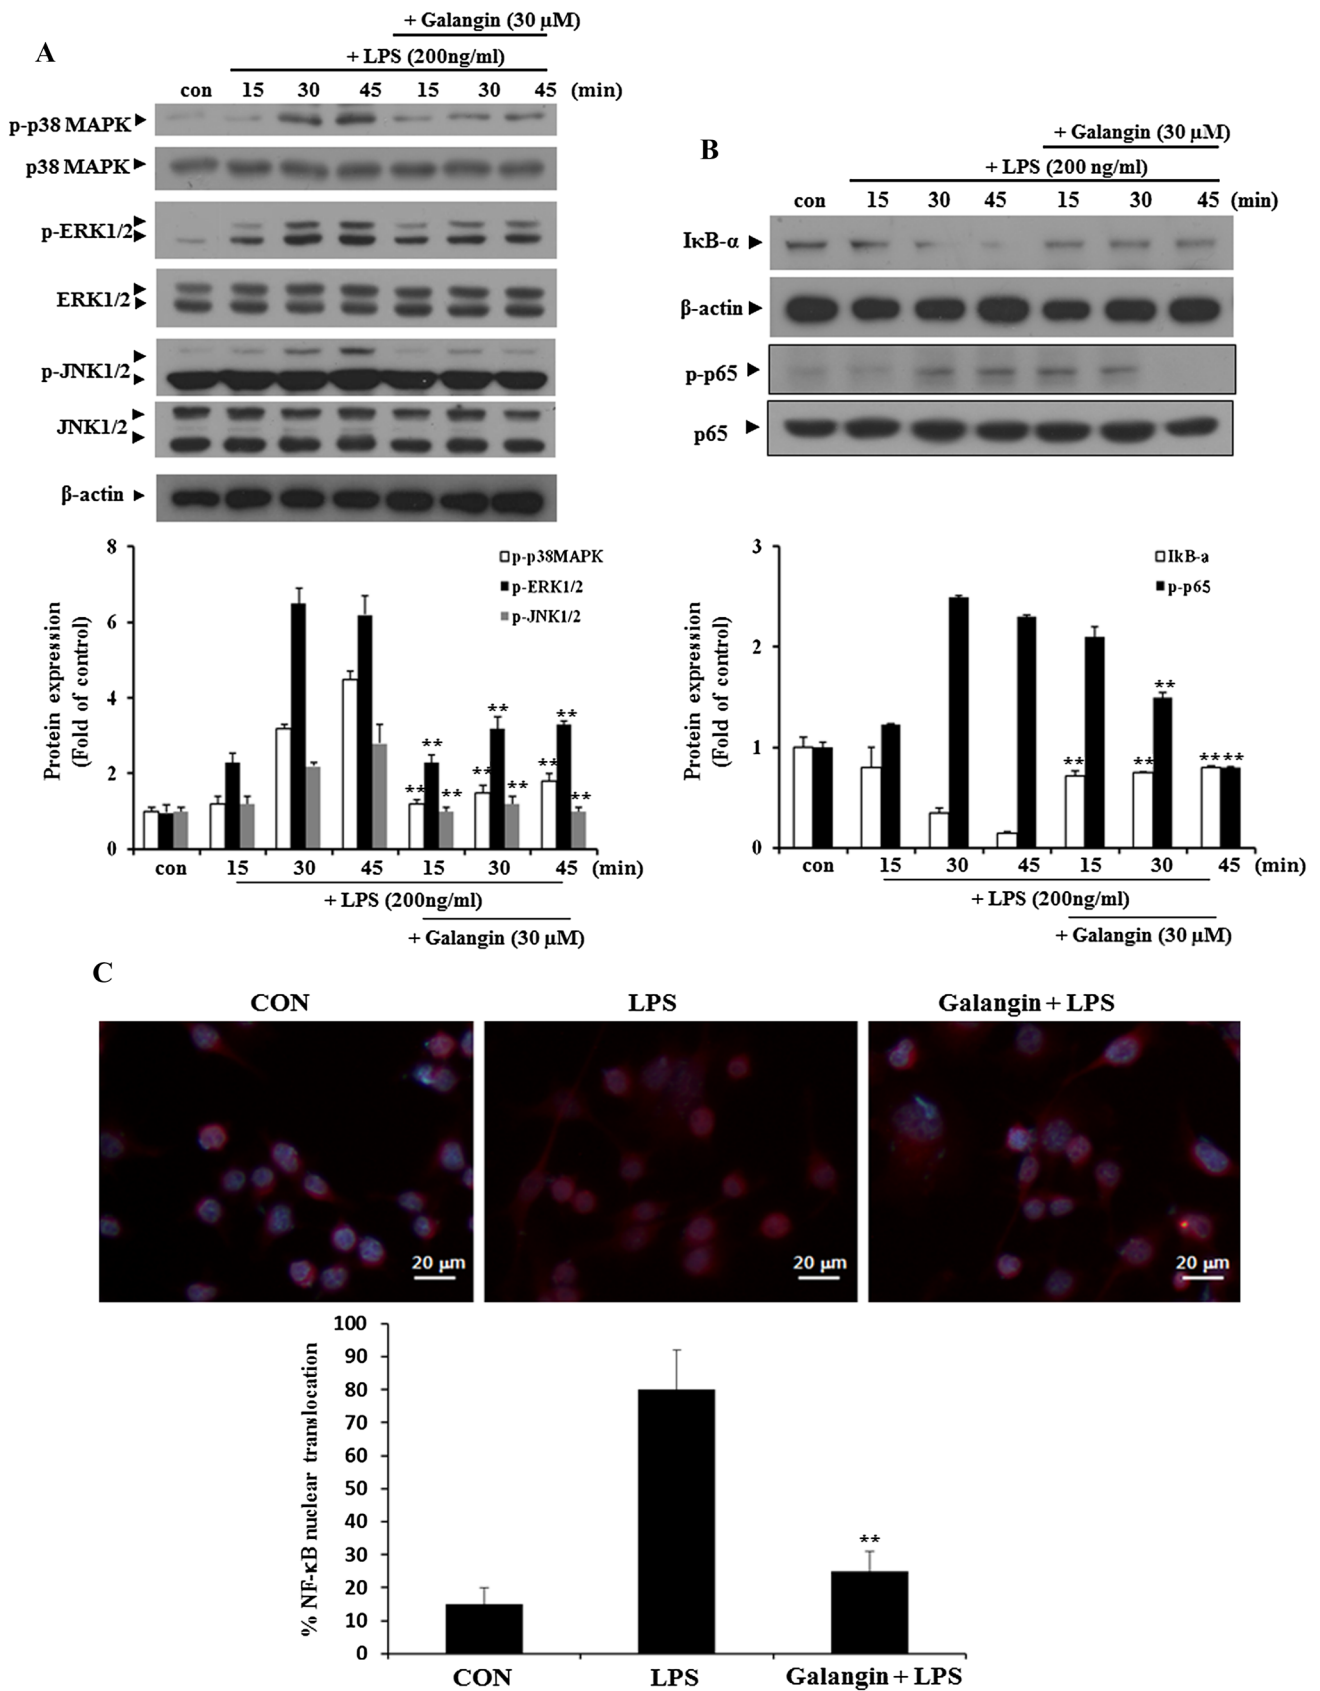 A
+ Galangin (30 μM)
+ LPS (200ng/ml)
con 15 30 45 15 30 45 (min)
p-p38 MAPK
p38 MAPK
p-ERK1/2
ERK1/2
p-JNK1/2
JNK1/2
β-actin
8
6
4
2
0
Protein expression
(Fold of control)
p-p38MAPK
p-ERK1/2
p-JNK1/2
** ** ** ** ** ** ** ** **
con 15 30 45 15 30 45 (min)
+ LPS (200ng/ml)
+ Galangin (30 μM)
B
+ Galangin (30 μM)
+ LPS (200 ng/ml)
con 15 30 45 15 30 45 (min)
IκB-α
β-actin
p-p65
p65
3
2
1
0
Protein expression
(Fold of control)
IkB-a
p-p65
** ** ** ** **
con 15 30 45 15 30 45 (min)
+ LPS (200ng/ml)
+ Galangin (30 μM)
C
CON LPS Galangin + LPS
20 μm 20 μm 20 μm
% NF-κB nuclear translocation
100
90
80
70
60
50
40
30
20
10
0
**
CON LPS Galangin + LPS